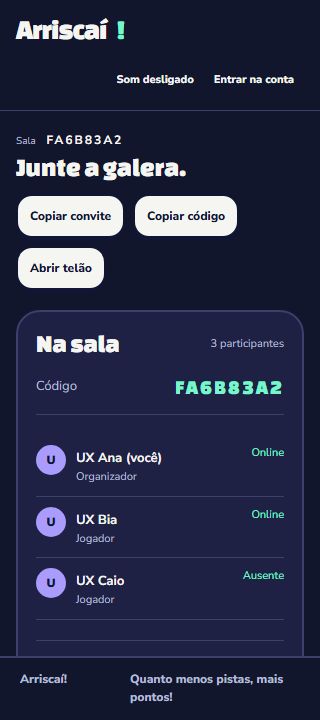 Arriscaí !
Som desligado Entrar na conta
Sala FA6B83A2
Junte a galera.
Copiar convite Copiar código
Abrir telão
Na sala 3 participantes
Código FA6B83A2
U UX Ana (você) Online
Organizador
U UX Bia Online
Jogador
U UX Caio Ausente
Jogador
Arriscaí! Quanto menos pistas, mais
pontos!